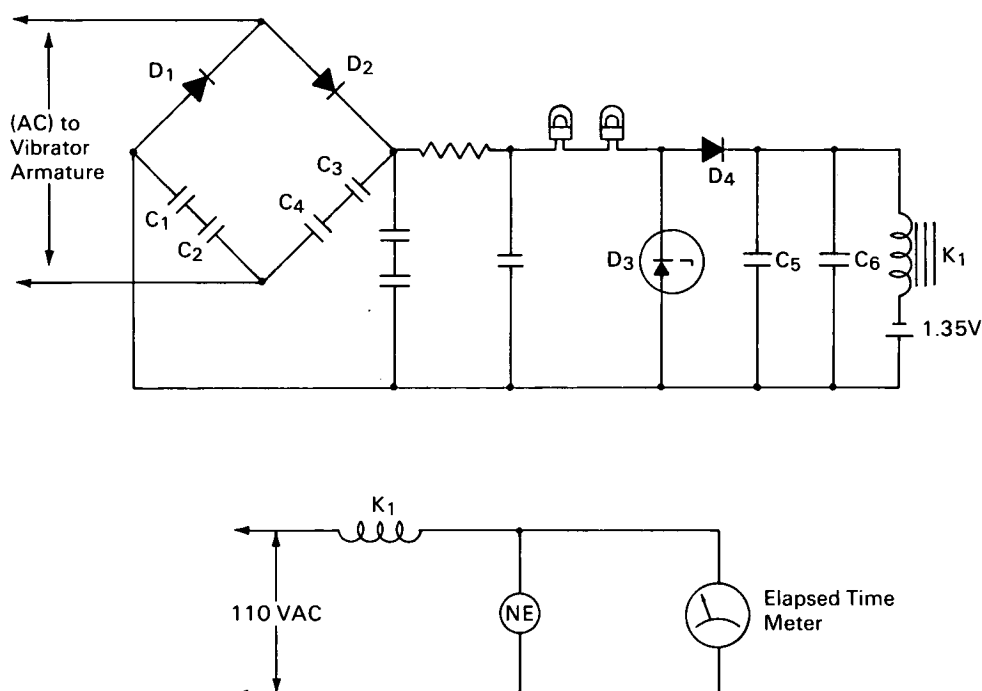 D1
D2
(AC) to
Vibrator
Armature
C3
D4
C1
C4
C2
D3
C5
C6
K1
1.35V
K1
110 VAC
NE
Elapsed Time
Meter